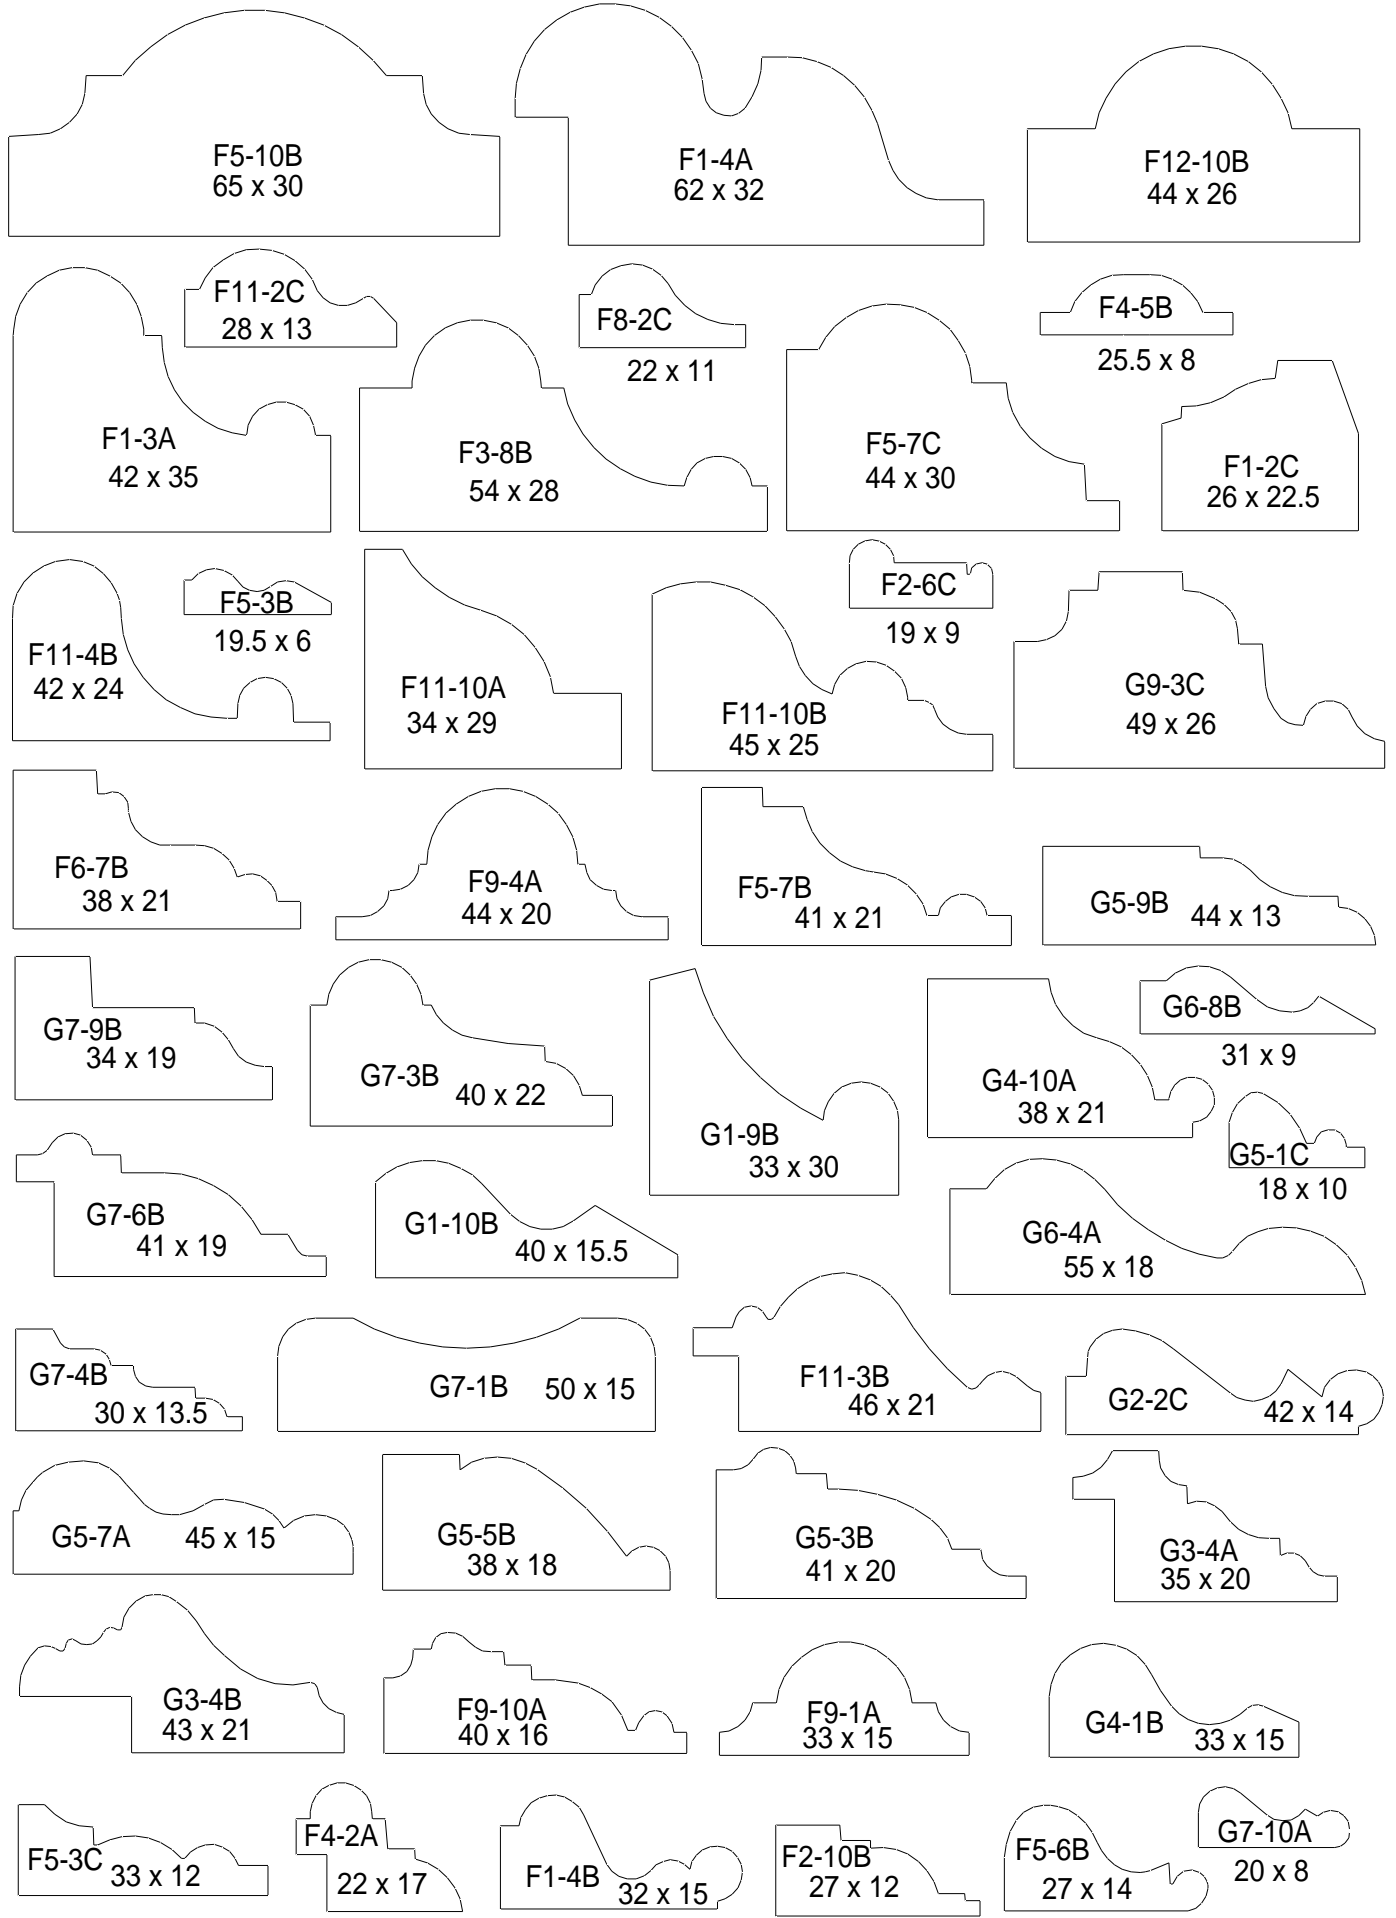 F5-10B
65 x 30
F1-4A
62 x 32
F12-10B
44 x 26
F11-2C
28 x 13
F8-2C
22 x 11
F4-5B
25.5 x 8
F1-3A
42 x 35
F3-8B
54 x 28
F5-7C
44 x 30
F1-2C
26 x 22.5
F11-4B
42 x 24
F5-3B
19.5 x 6
F11-10A
34 x 29
F11-10B
45 x 25
F2-6C
19 x 9
G9-3C
49 x 26
F6-7B
38 x 21
F9-4A
44 x 20
F5-7B
41 x 21
G5-9B 44 x 13
G7-9B
34 x 19
G7-3B 40 x 22
G1-9B
33 x 30
G4-10A
38 x 21
G6-8B
31 x 9
G5-1C
18 x 10
G7-6B
41 x 19
G1-10B
40 x 15.5
G6-4A
55 x 18
G7-4B
30 x 13.5
G7-1B 50 x 15
F11-3B
46 x 21
G2-2C
42 x 14
G5-7A 45 x 15
G5-5B
38 x 18
G5-3B
41 x 20
G3-4A
35 x 20
G3-4B
43 x 21
F9-10A
40 x 16
F9-1A
33 x 15
G4-1B
33 x 15
F5-3C
33 x 12
F4-2A
22 x 17
F1-4B
32 x 15
F2-10B
27 x 12
F5-6B
27 x 14
G7-10A
20 x 8